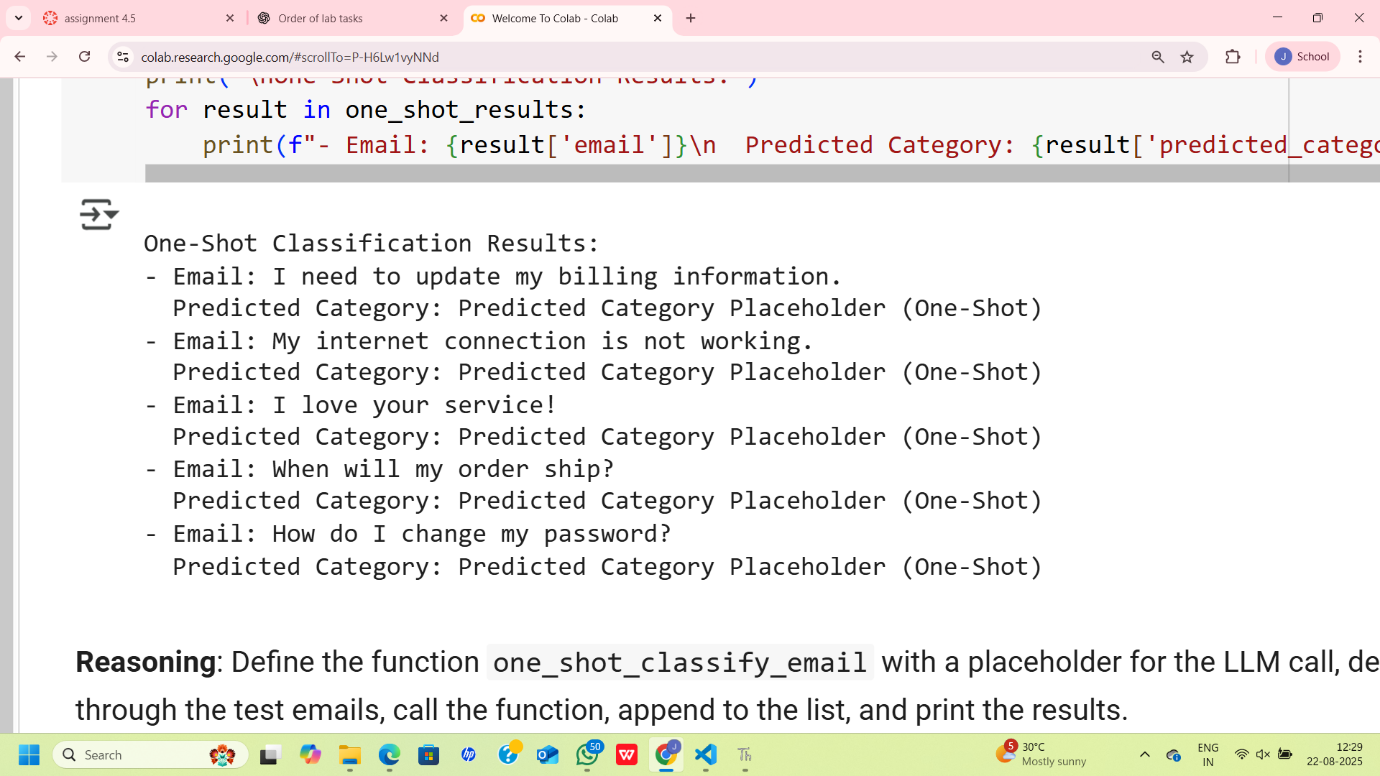 assignment 4.5
Order of lab tasks
Welcome To Colab - Colab
colab.research.google.com/#scrollTo=P-H6Lw1vyNNd
J School
print("\nOne-Shot Classification Results:")
for result in one_shot_results:
print(f"- Email: {result['email']}\n  Predicted Category: {result['predicted_catego
One-Shot Classification Results:
- Email: I need to update my billing information.
Predicted Category: Predicted Category Placeholder (One-Shot)
- Email: My internet connection is not working.
Predicted Category: Predicted Category Placeholder (One-Shot)
- Email: I love your service!
Predicted Category: Predicted Category Placeholder (One-Shot)
- Email: When will my order ship?
Predicted Category: Predicted Category Placeholder (One-Shot)
- Email: How do I change my password?
Predicted Category: Predicted Category Placeholder (One-Shot)
Reasoning: Define the function one_shot_classify_email with a placeholder for the LLM call, de
through the test emails, call the function, append to the list, and print the results.
Search
50
J
5
30°C
Mostly sunny
ENG
IN
12:29
22-08-2025